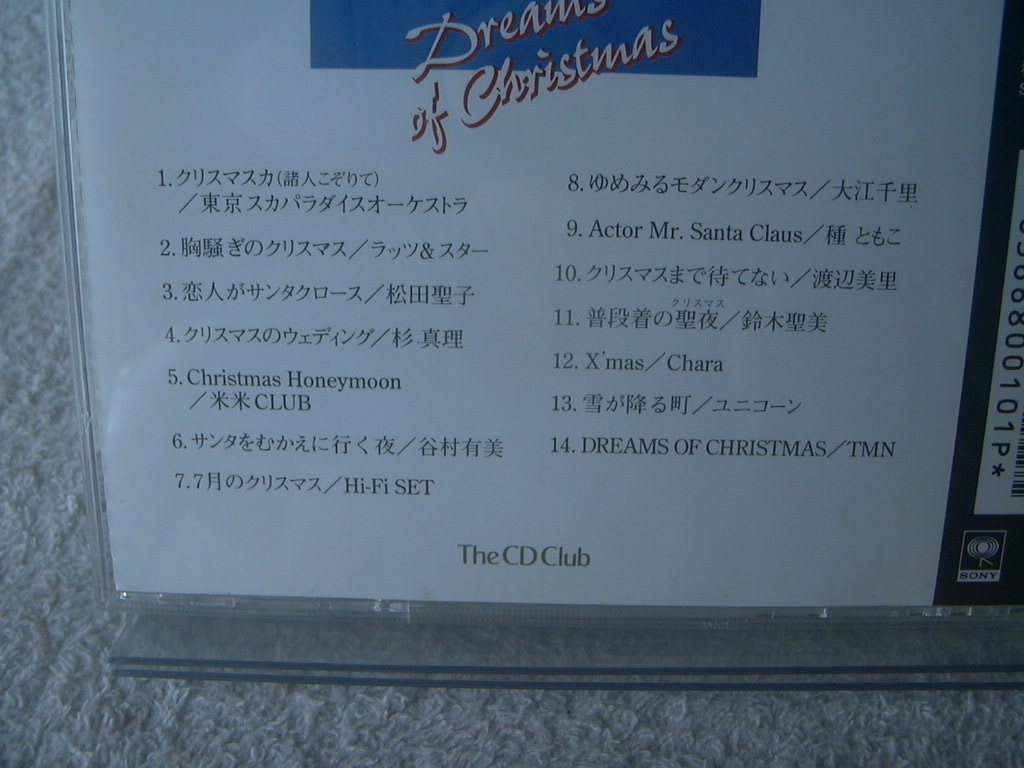 Dreams
of Christmas
1.クリスマスカ(諸人こぞりて)
／東京スカパラダイスオーケストラ
2.胸騒ぎのクリスマス／ラッツ&スター
3.恋人がサンタクロース／松田聖子
4.クリスマスのウェディング／杉 真理
5.Christmas Honeymoon
／米米CLUB
6.サンタをむかえに行く夜／谷村有美
7.7月のクリスマス／Hi-Fi SET
8.ゆめみるモダンクリスマス／大江千里
9.Actor Mr. Santa Claus／種 ともこ
10.クリスマスまで待てない／渡辺美里
クリスマス
11.普段着の聖夜／鈴木聖美
12.X'mas／Chara
13.雪が降る町／ユニコーン
14.DREAMS OF CHRISTMAS／TMN
The CD Club
SONY